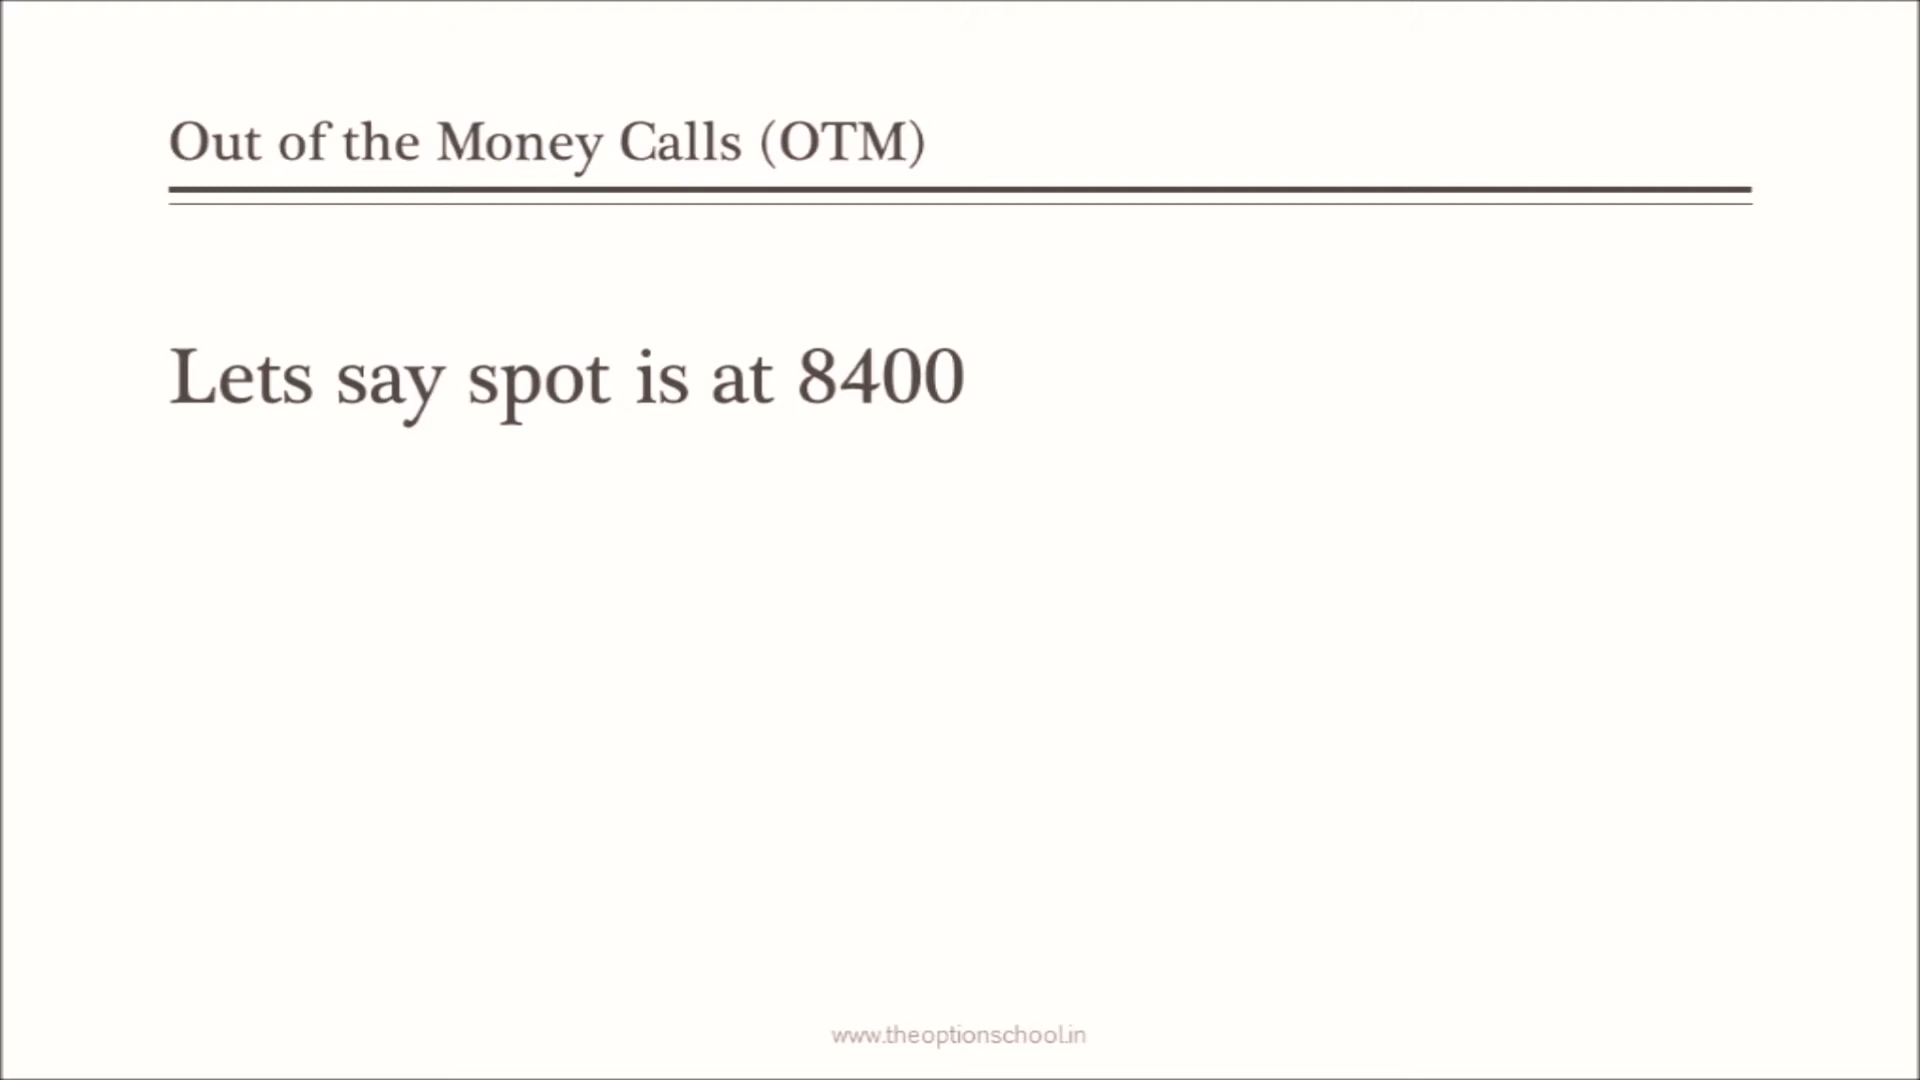 Out of the Money Calls (OTM)
Lets say spot is at 8400
www.theoptionschool.in